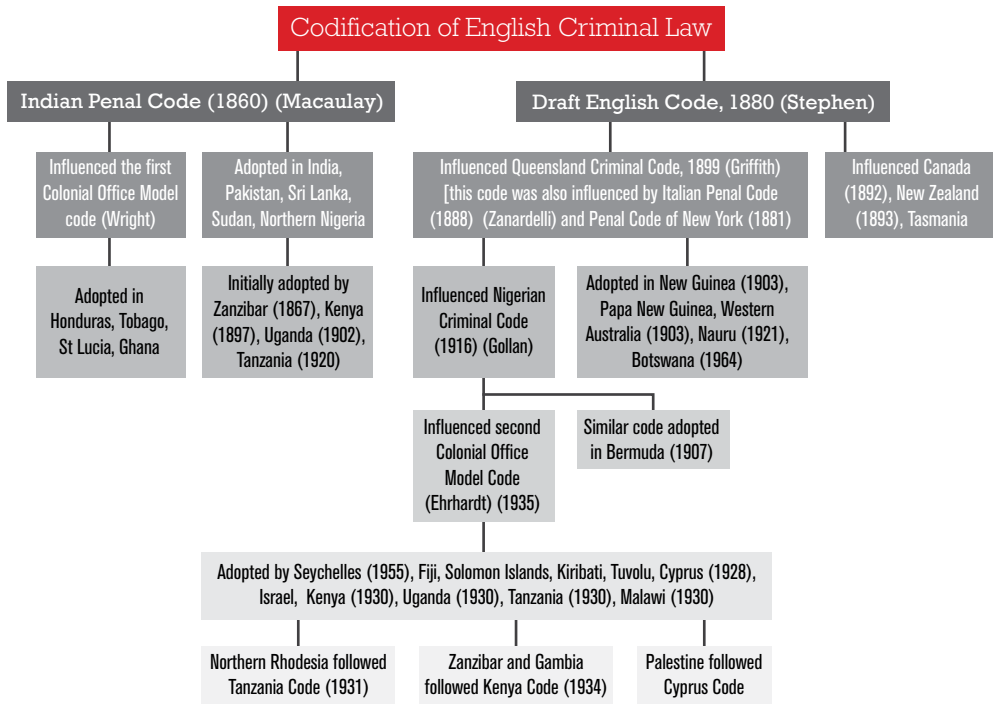 Codification of English Criminal Law
Indian Penal Code (1860) (Macaulay)
Draft English Code, 1880 (Stephen)
Influenced the first
Colonial Office Model
code (Wright)
Adopted in India,
Pakistan, Sri Lanka,
Sudan, Northern Nigeria
Influenced Queensland Criminal Code, 1899 (Griffith)
[this code was also influenced by Italian Penal Code
(1888) (Zanardelli) and Penal Code of New York (1881)
Influenced Canada
(1892), New Zealand
(1893), Tasmania
Adopted in
Honduras, Tobago,
St Lucia, Ghana
Initially adopted by
Zanzibar (1867), Kenya
(1897), Uganda (1902),
Tanzania (1920)
Influenced Nigerian
Criminal Code
(1916) (Gollan)
Adopted in New Guinea (1903),
Papa New Guinea, Western
Australia (1903), Nauru (1921),
Botswana (1964)
Influenced second
Colonial Office
Model Code
(Ehrhardt) (1935)
Similar code adopted
in Bermuda (1907)
Adopted by Seychelles (1955), Fiji, Solomon Islands, Kiribati, Tuvolu, Cyprus (1928),
Israel, Kenya (1930), Uganda (1930), Tanzania (1930), Malawi (1930)
Northern Rhodesia followed
Tanzania Code (1931)
Zanzibar and Gambia
followed Kenya Code (1934)
Palestine followed
Cyprus Code